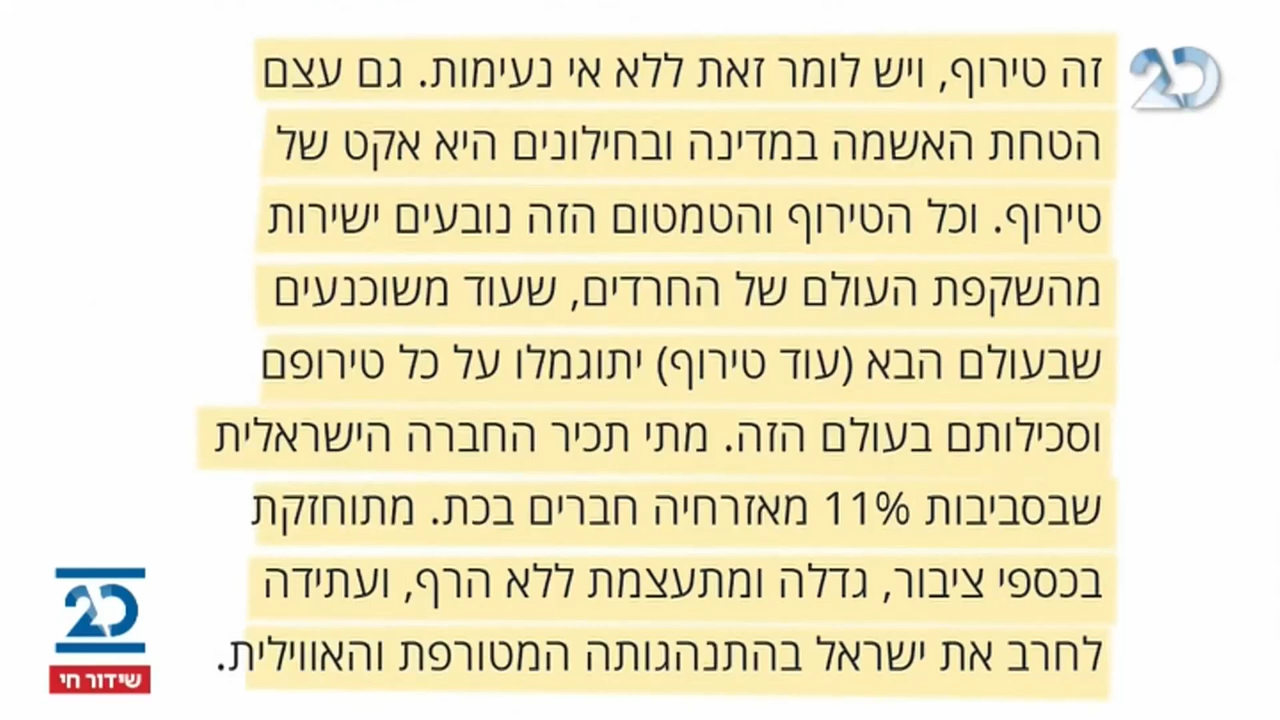 זה טירוף, ויש לומר זאת ללא אי נעימות. גם עצם
הטחת האשמה במדינה ובחילונים היא אקט של
טירוף. וכל הטירוף והטמטום הזה נובעים ישירות
מהשקפת העולם של החרדים, שעוד משוכנעים
שבעולם הבא (עוד טירוף) יתוגמלו על כל טירופם
וסכילותם בעולם הזה. מתי תכיר החברה הישראלית
שבסביבות 11% מאזרחיה חברים בכת. מתוחזקת
בכספי ציבור, גדלה ומתעצמת ללא הרף, ועתידה
לחרב את ישראל בהתנהגותה המטורפת והאווילית.
20
20
שידור חי